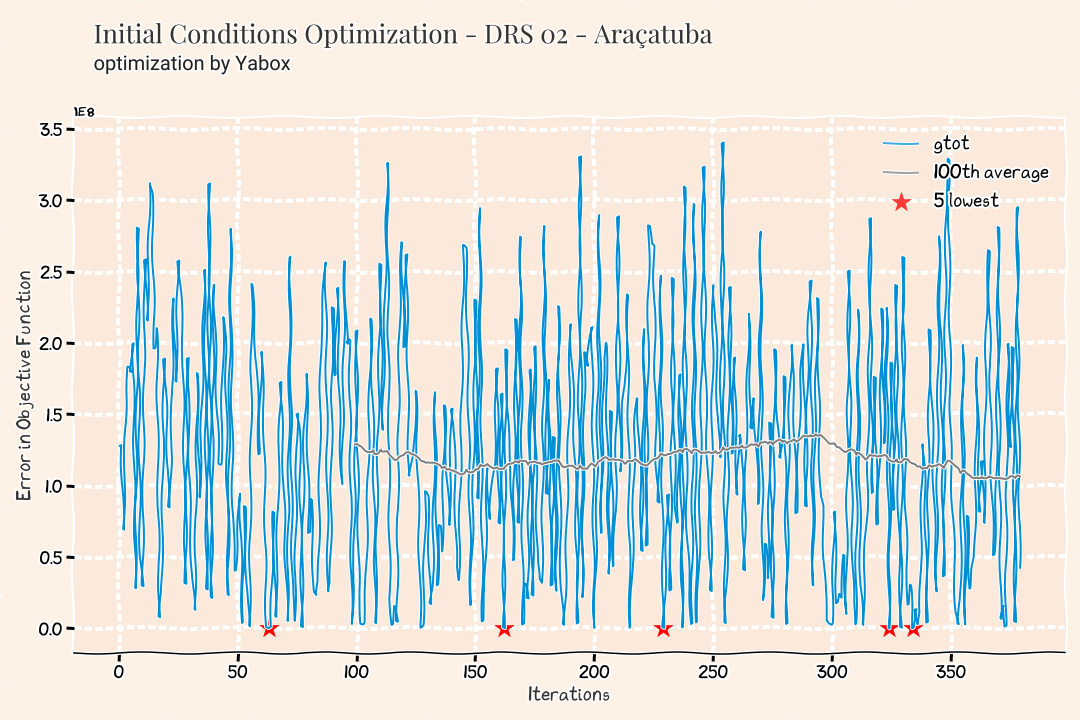 Initial Conditions Optimization - DRS 02 - Araçatuba
optimization by Yabox
1E8
3.5
3.0
2.5
2.0
1.5
1.0
0.5
0.0
Error in Objective Function
gtot
100th average
5 lowest
0 50 100 150 200 250 300 350
Iterations